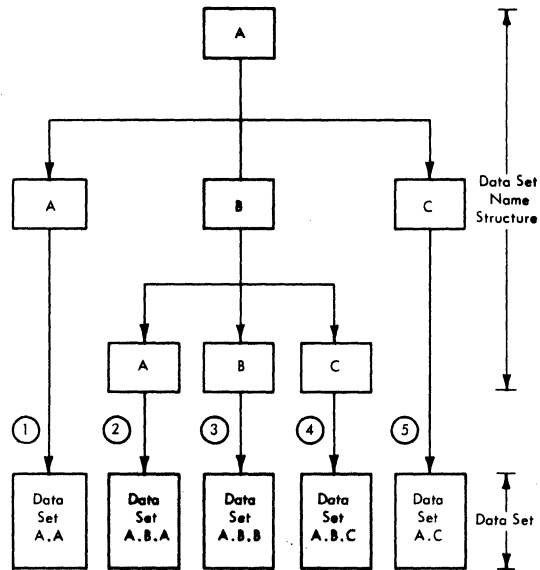 A
A
B
C
Data Set
Name
Structure
A
B
C
1
2
3
4
5
Data
Set
A.A
Data
Set
A.B.A
Data
Set
A.B.B
Data
Set
A.B.C
Data
Set
A.C
Data Set